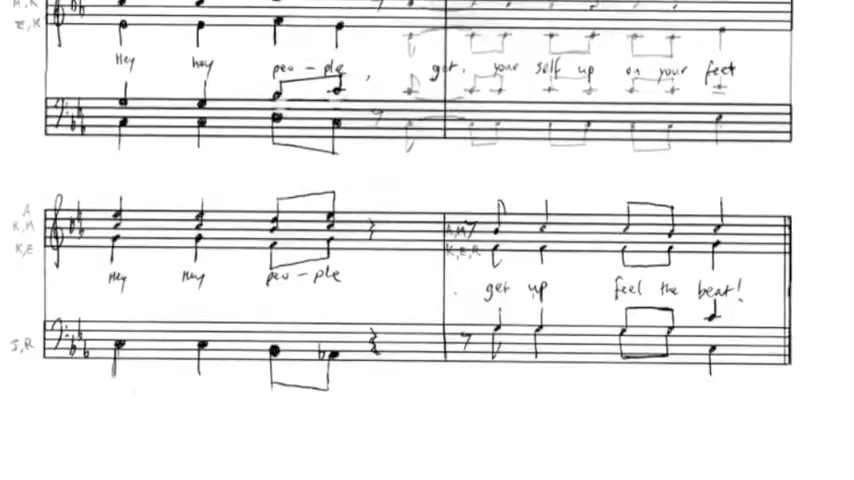 M,K
E,K
Hey hey peo-ple, get your self up on your feet
A
K,M
K,E
Hey Hey peo-ple
A,M
K,E,R
get up feel the beat!
J,R